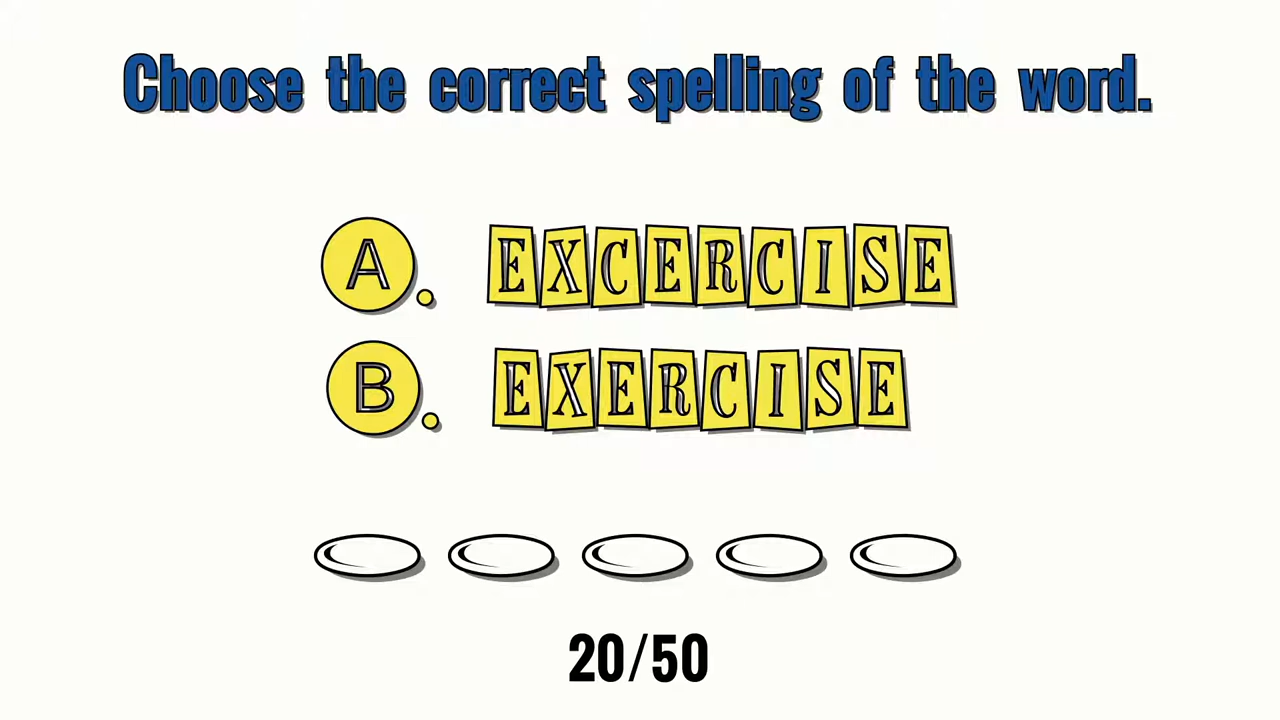 Choose the correct spelling of the word.
A. EXCERCISE
B. EXERCISE
20/50